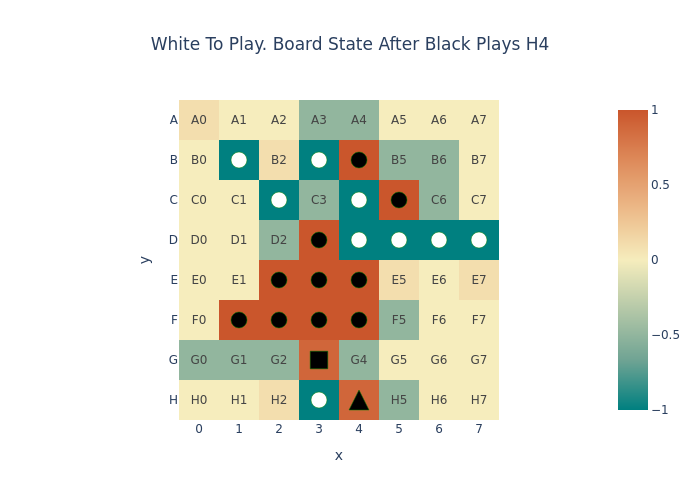 White To Play. Board State After Black Plays H4
A A0 A1 A2 A3 A4 A5 A6 A7
B B0 B2 B5 B6 B7
C C0 C1 C3 C6 C7
D D0 D1 D2
E E0 E1 E5 E6 E7
F F0 F5 F6 F7
G G0 G1 G2 G4 G5 G6 G7
H H0 H1 H2 H5 H6 H7
0 1 2 3 4 5 6 7
x
y
1
0.5
0
−0.5
−1